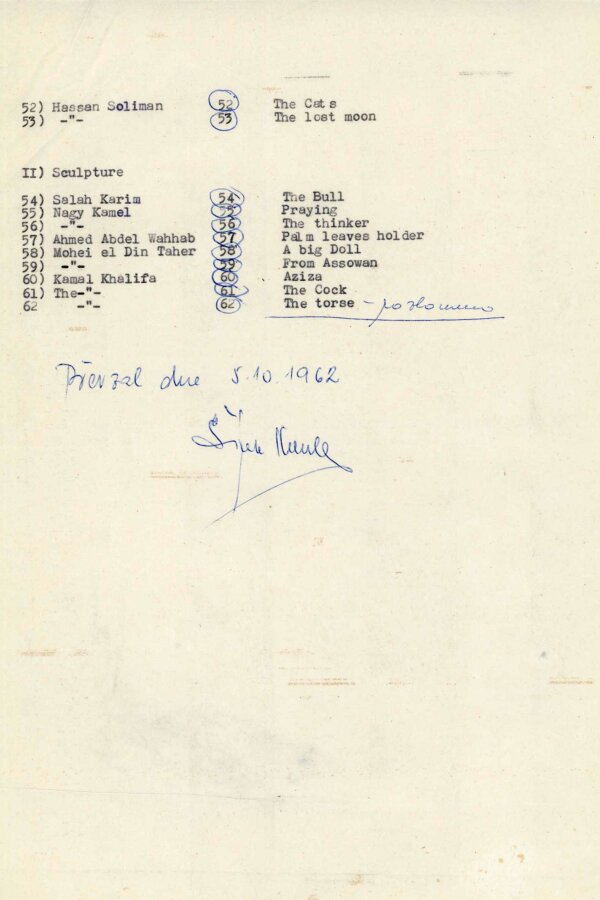 52) Hassan Soliman 52 The Cats
53) -"- 53 The lost moon
II) Sculpture
54) Salah Karim 54 The Bull
55) Nagy Kamel 55 Praying
56) -"- 56 The thinker
57) Ahmed Abdel Wahhab 57 Palm leaves holder
58) Mohei el Din Taher 58 A big Doll
59) -"- 59 From Assowan
60) Kamal Khalifa 60 Aziza
61) The-"- 61 The Cock
62 -"- 62 The torse -
Převzal dne 5.10.1962